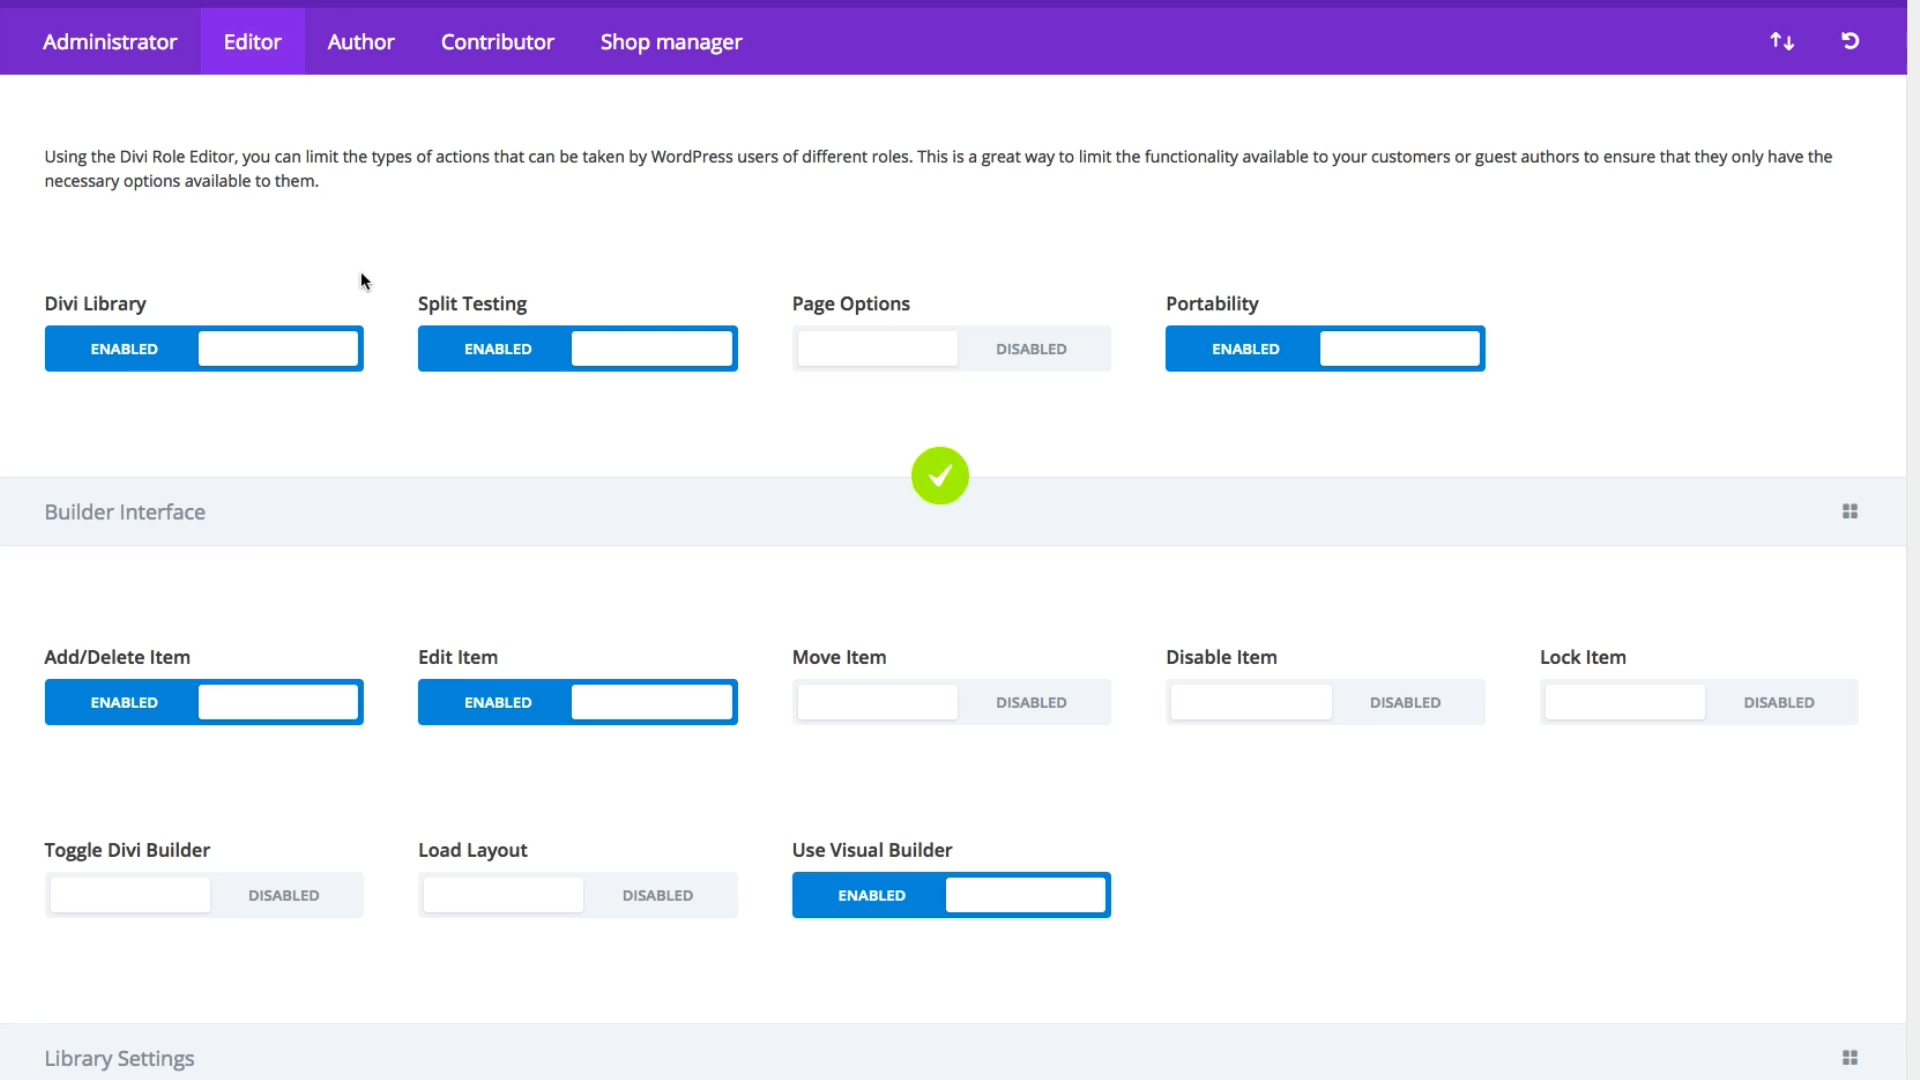 Administrator Editor Author Contributor Shop manager
Using the Divi Role Editor, you can limit the types of actions that can be taken by WordPress users of different roles. This is a great way to limit the functionality available to your customers or guest authors to ensure that they only have the
necessary options available to them.
Divi Library Split Testing Page Options Portability
ENABLED ENABLED DISABLED ENABLED
Builder Interface
Add/Delete Item Edit Item Move Item Disable Item Lock Item
ENABLED ENABLED DISABLED DISABLED DISABLED
Toggle Divi Builder Load Layout Use Visual Builder
DISABLED DISABLED ENABLED
Library Settings